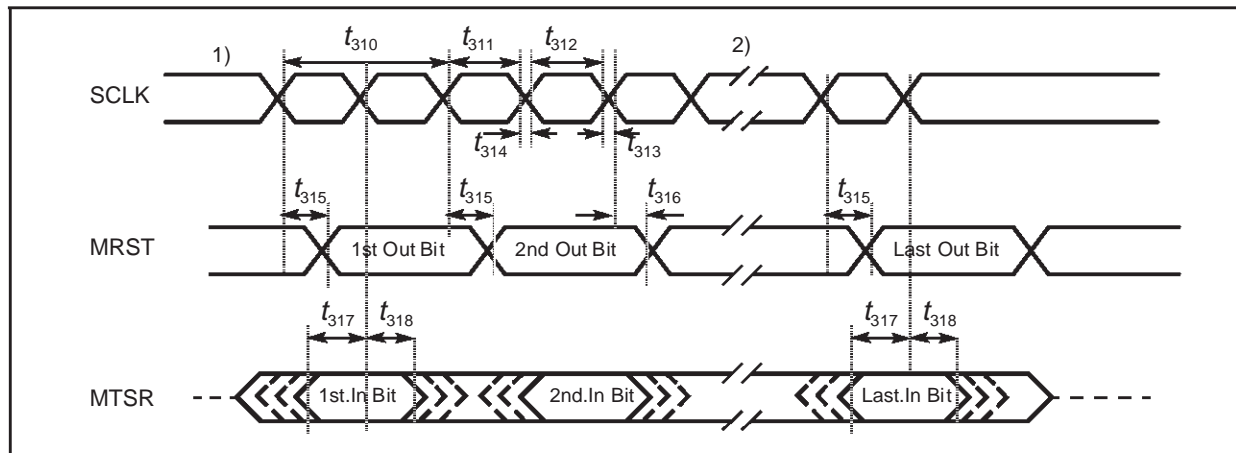 1) t310 t311 t312 2)
SCLK
t314 t313
t315 t315 t316 t315
MRST 1st Out Bit 2nd Out Bit Last Out Bit
t317 t318 t317 t318
MTSR 1st.In Bit 2nd.In Bit Last.In Bit